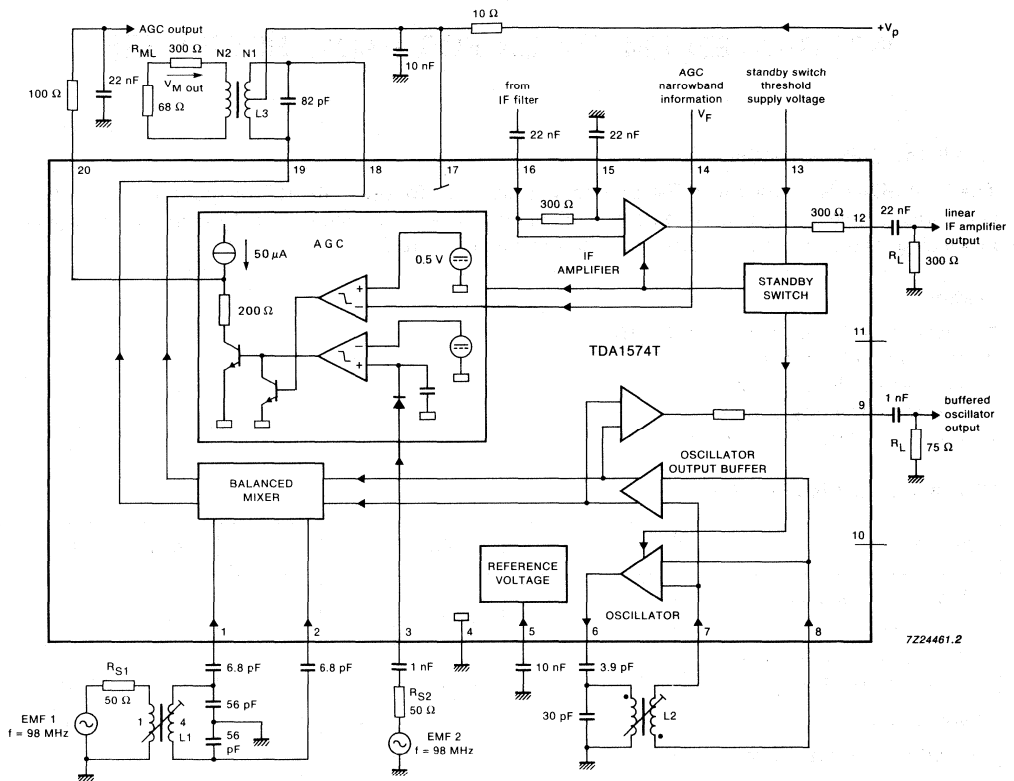 AGC output
10 Ω
+Vp
RML
300 Ω
N2
N1
22 nF
VM out
100 Ω
68 Ω
L3
82 pF
10 nF
from
IF filter
AGC
narrowband
information
VF
standby switch
threshold
supply voltage
22 nF
22 nF
20
19
18
17
16
15
14
13
300 Ω
12
22 nF
linear
IF amplifier
output
300 Ω
RL
300 Ω
AGC
50 µA
0.5 V
IF
AMPLIFIER
STANDBY
SWITCH
200 Ω
TDA1574T
11
9
1 nF
buffered
oscillator
output
RL
75 Ω
OSCILLATOR
OUTPUT BUFFER
BALANCED
MIXER
10
REFERENCE
VOLTAGE
OSCILLATOR
1
2
3
4
5
6
7
8
7Z24461.2
RS1
50 Ω
6.8 pF
6.8 pF
1 nF
10 nF
3.9 pF
EMF 1
f = 98 MHz
1
4
L1
56 pF
56
pF
RS2
50 Ω
EMF 2
f = 98 MHz
30 pF
L2